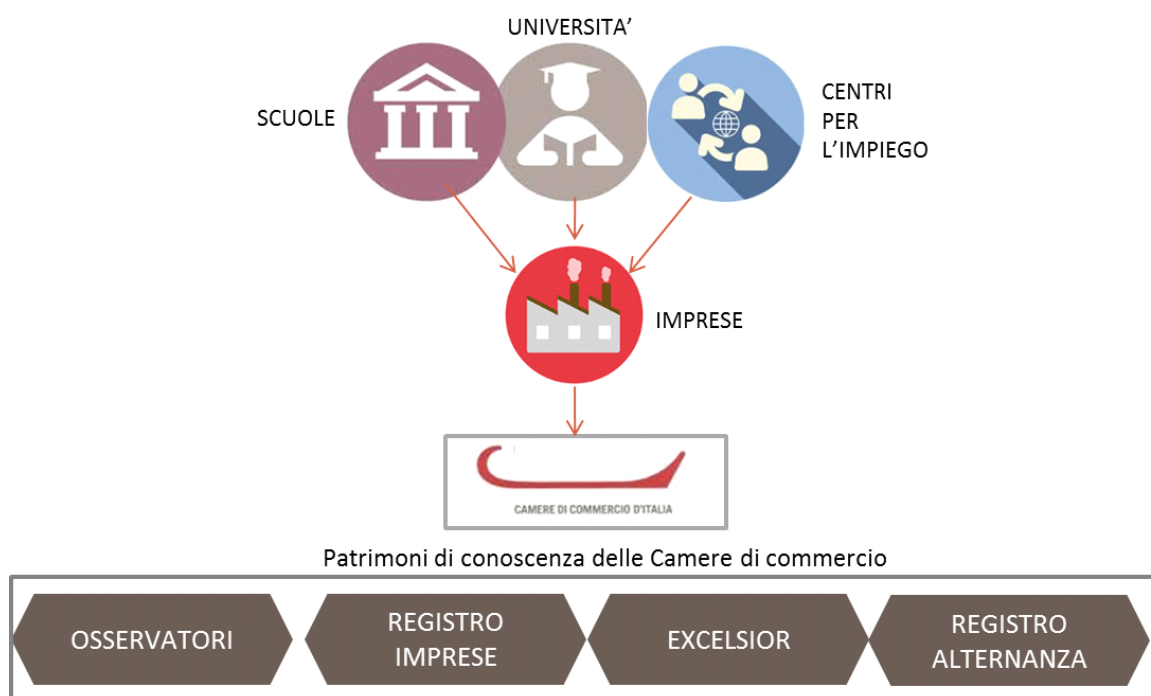 UNIVERSITA’
SCUOLE
CENTRI
PER
L’IMPIEGO
IMPRESE
CAMERE DI COMMERCIO D'ITALIA
Patrimoni di conoscenza delle Camere di commercio
OSSERVATORI
REGISTRO
IMPRESE
EXCELSIOR
REGISTRO
ALTERNANZA